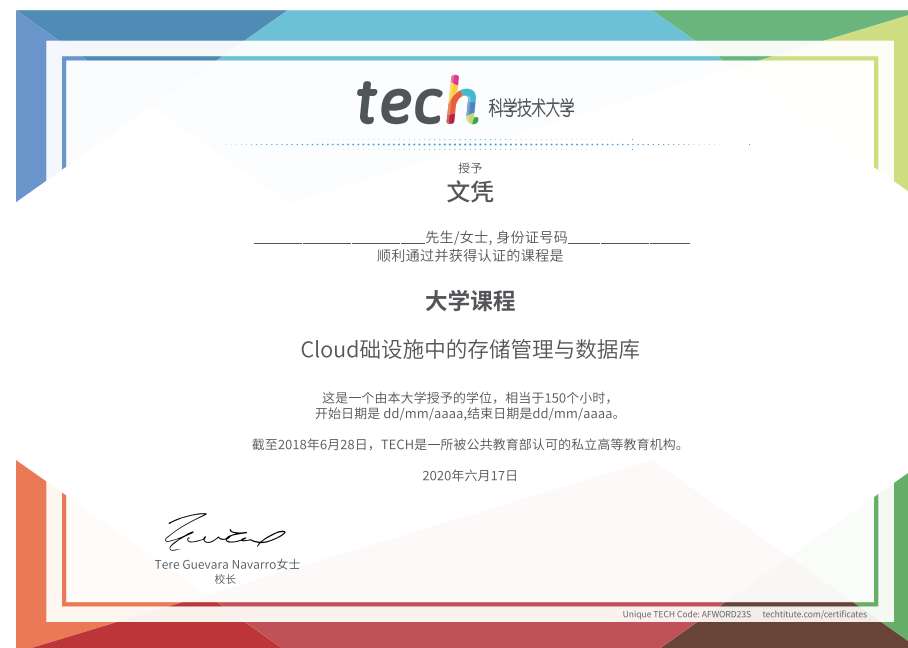 tech 科学技术大学
授予
文凭
先生/女士, 身份证号码
顺利通过并获得认证的课程是
大学课程
Cloud础设施中的存储管理与数据库
这是一个由本大学授予的学位，相当于150个小时，
开始日期是 dd/mm/aaaa,结束日期是dd/mm/aaaa。
截至2018年6月28日，TECH是一所被公共教育部认可的私立高等教育机构。
2020年六月17日
Tere Guevara Navarro女士
校长
Unique TECH Code: AFWORD23S techtitute.com/certificates